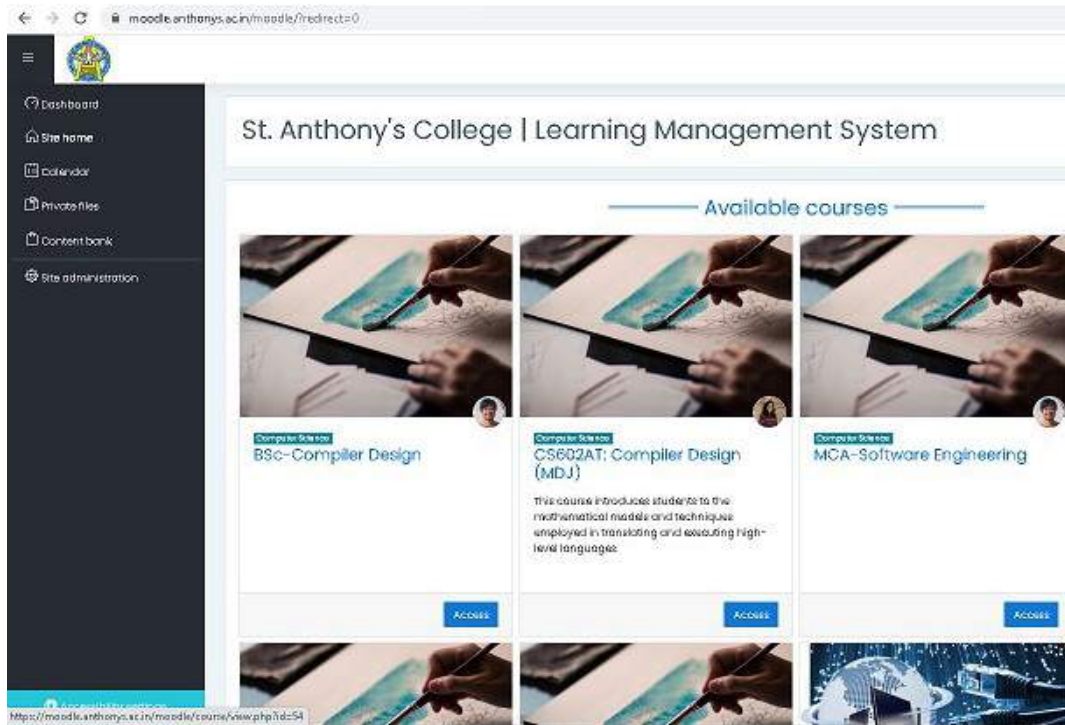 moodle.anthonys.ac.in/moodle/?redirect=0
Dashboard
Site home
Calendar
Private files
Content bank
Site administration
St. Anthony's College | Learning Management System
Available courses
Computer Science
BSc-Compiler Design
Access
Computer Science
CS602AT: Compiler Design
(MDJ)
This course introduces students to the
mathematical models and techniques
employed in translating and executing high-
level languages
Access
Computer Science
MCA-Software Engineering
Access
Accessibility settings
https://moodle.anthonys.ac.in/moodle/course/view.php?id=54